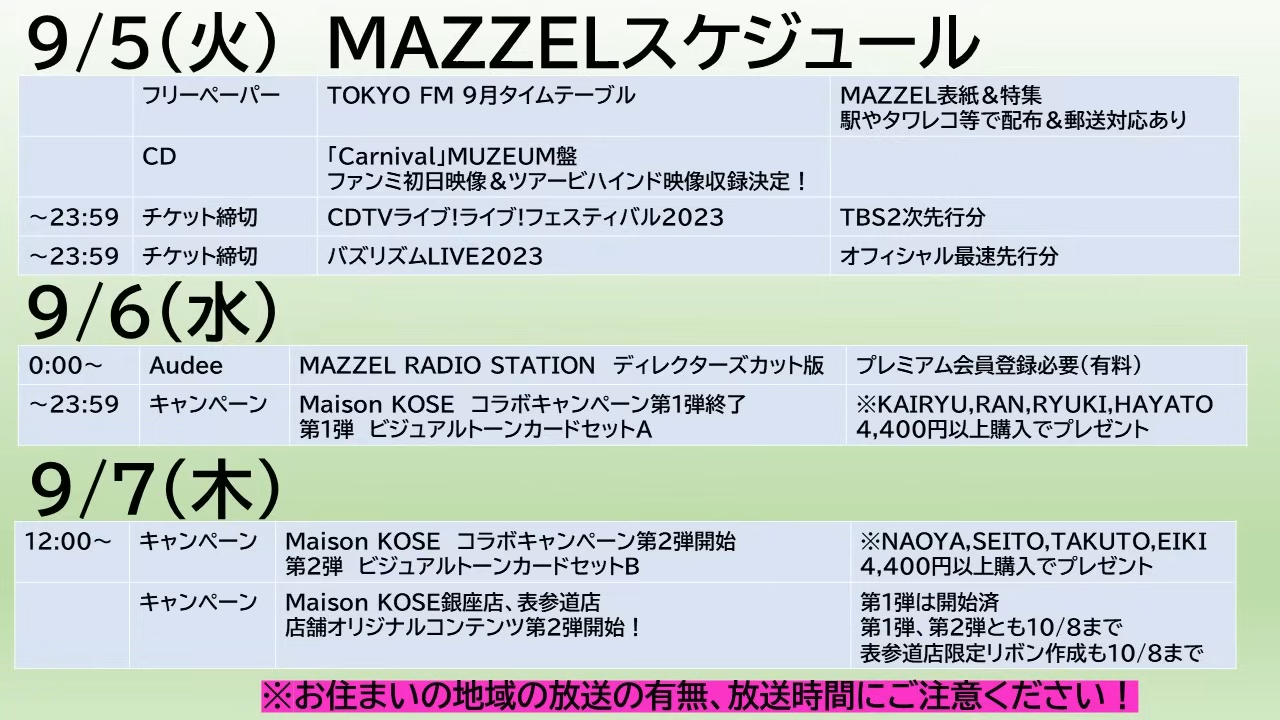 9/5(火) MAZZELスケジュール
フリーペーパー TOKYO FM 9月タイムテーブル MAZZEL表紙＆特集
駅やタワレコ等で配布＆郵送対応あり
CD 「Carnival」MUZEUM盤
ファンミ初日映像＆ツアービハインド映像収録決定！
～23:59 チケット締切 CDTVライブ!ライブ!フェスティバル2023 TBS2次先行分
～23:59 チケット締切 バズリズムLIVE2023 オフィシャル最速先行分
9/6(水)
0:00～ Audee MAZZEL RADIO STATION ディレクターズカット版 プレミアム会員登録必要(有料)
～23:59 キャンペーン Maison KOSE コラボキャンペーン第1弾終了 ※KAIRYU,RAN,RYUKI,HAYATO
第1弾 ビジュアルトーンカードセットA 4,400円以上購入でプレゼント
9/7(木)
12:00～ キャンペーン Maison KOSE コラボキャンペーン第2弾開始 ※NAOYA,SEITO,TAKUTO,EIKI
第2弾 ビジュアルトーンカードセットB 4,400円以上購入でプレゼント
キャンペーン Maison KOSE銀座店、表参道店 第1弾は開始済
店舗オリジナルコンテンツ第2弾開始！ 第1弾、第2弾とも10/8まで
表参道店限定リボン作成も10/8まで
※お住まいの地域の放送の有無、放送時間にご注意ください！